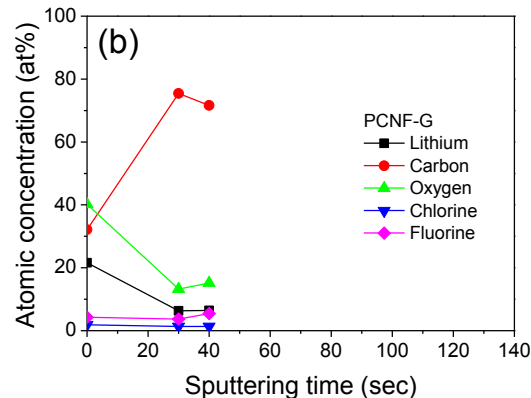 (b)
100
80
60
40
20
0
Atomic concentration (at%)
PCNF-G
Lithium
Carbon
Oxygen
Chlorine
Fluorine
0 20 40 60 80 100 120 140
Sputtering time (sec)